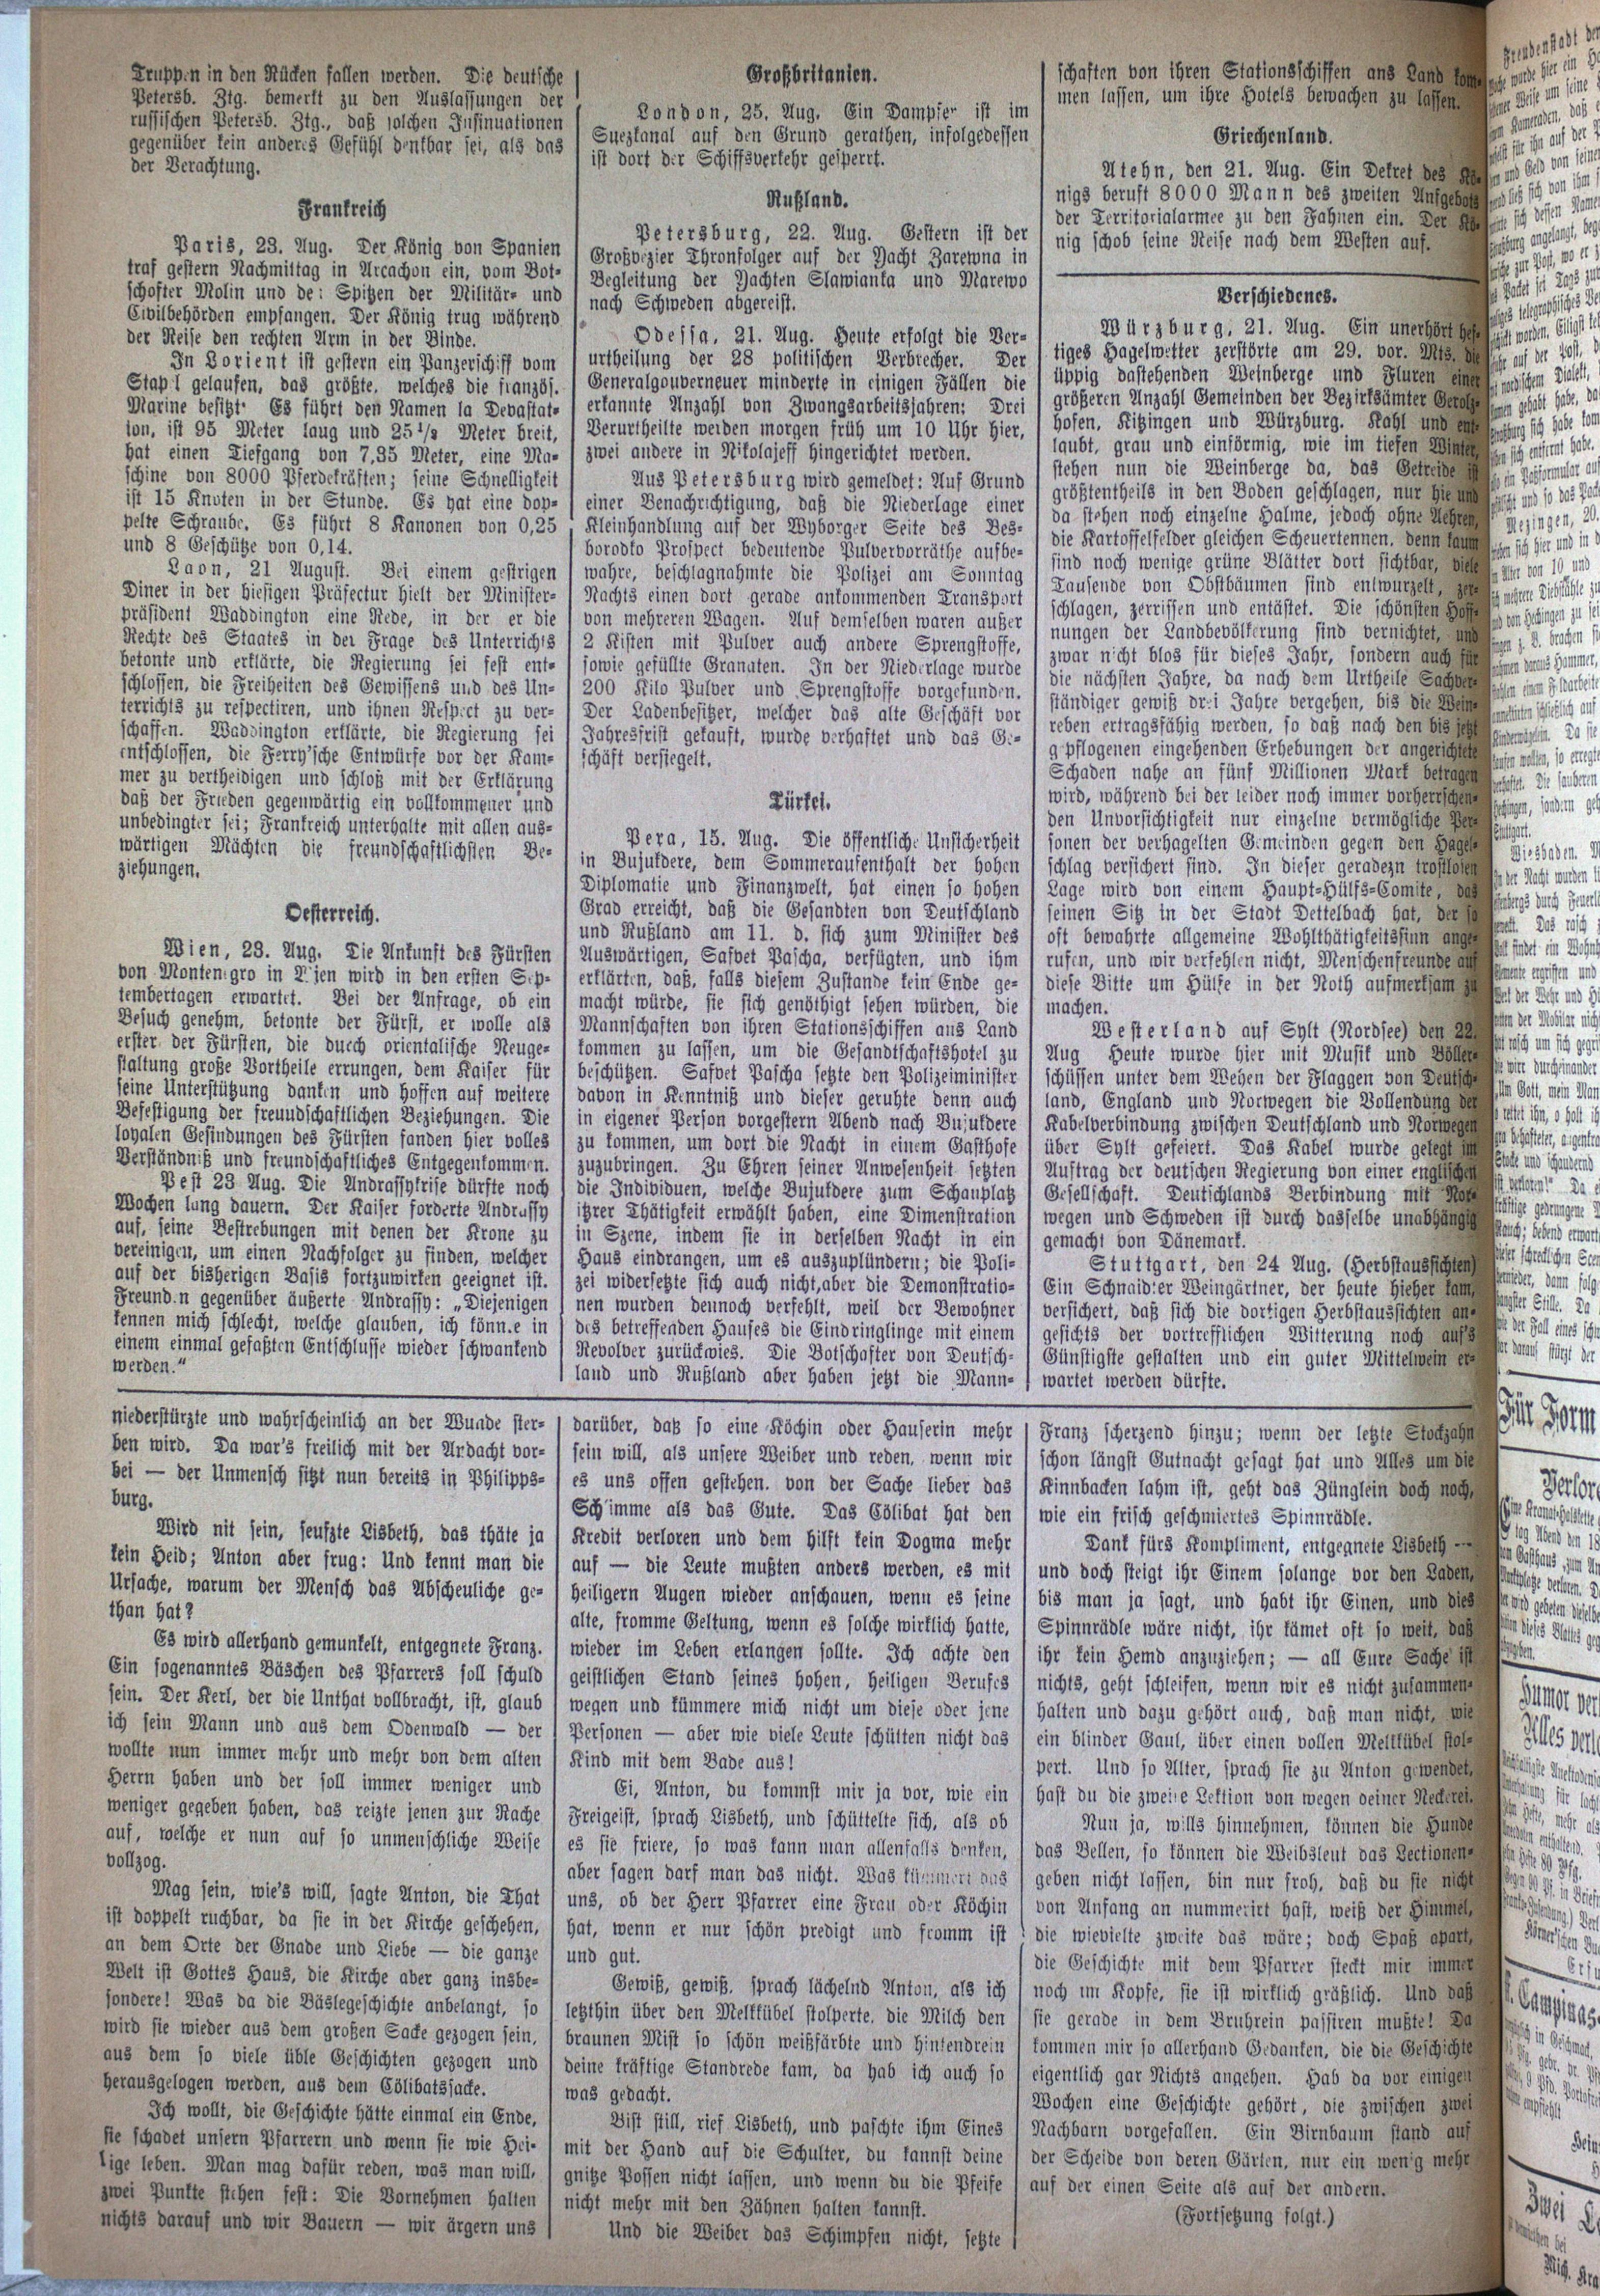 Truppen in den Rücken fallen werden. Die deutsche
Petersb. Ztg. bemerkt zu den Auslassungen der
russischen Petersb. Ztg., daß solchen Insinuationen
gegenüber kein anderes Gefühl denkbar sei, als das
der Verachtung.
Frankreich
Paris, 23. Aug. Der König von Spanien
traf gestern Nachmittag in Arcachon ein, vom Bot-
schafter Molin und der Spitzen der Militär- und
Civilbehörden empfangen. Der König trug während
der Reise den rechten Arm in der Binde.
In Lorient ist gestern ein Panzerschiff vom
Stapel gelaufen, das größte, welches die französ.
Marine besitzt. Es führt den Namen la Devastat-
ion, ist 95 Meter lang und 25 1/2 Meter breit,
hat einen Tiefgang von 7,35 Meter, eine Ma-
schine von 8000 Pferdekräften; seine Schnelligkeit
ist 15 Knoten in der Stunde. Es hat eine dop-
pelte Schraube. Es führt 8 Kanonen von 0,25
und 8 Geschütze von 0,14.
Laon, 21 August. Bei einem gestrigen
Diner in der hiesigen Präfectur hielt der Minister-
präsident Waddington eine Rede, in der er die
Rechte des Staates in der Frage des Unterrichts
betonte und erklärte, die Regierung sei fest ent-
schlossen, die Freiheiten des Gewissens und des Un-
terrichts zu respectiren, und ihnen Respect zu ver-
schaffen. Waddington erklärte, die Regierung sei
entschlossen, die Ferry'sche Entwürfe vor der Kam-
mer zu vertheidigen und schloß mit der Erklärung
daß der Frieden gegenwärtig ein vollkommener und
unbedingter sei; Frankreich unterhalte mit allen aus-
wärtigen Mächten die freundschaftlichsten Be-
ziehungen.
Oesterreich.
Wien, 23. Aug. Die Ankunft des Fürsten
von Montenegro in Wien wird in den ersten Sep-
tembertagen erwartet. Bei der Anfrage, ob ein
Besuch genehm, betonte der Fürst, er wolle als
erster der Fürsten, die durch orientalische Neuge-
staltung große Vortheile errungen, dem Kaiser für
seine Unterstützung danken und hoffen auf weitere
Befestigung der freundschaftlichen Beziehungen. Die
loyalen Gesindungen des Fürsten fanden hier volles
Verständniß und freundschaftliches Entgegenkommen.
Pest 23 Aug. Die Andrassykrise dürfte noch
Wochen lang dauern. Der Kaiser forderte Andrassy
auf, seine Bestrebungen mit denen der Krone zu
vereinigen, um einen Nachfolger zu finden, welcher
auf der bisherigen Basis fortzuwirken geeignet ist.
Freunden gegenüber äußerte Andrassy: „Diejenigen
kennen mich schlecht, welche glauben, ich könnte in
einem einmal gefaßten Entschlusse wieder schwankend
werden.“
Großbritanien.
London, 25. Aug. Ein Dampfer ist im
Suezkanal auf den Grund gerathen, infolgedessen
ist dort der Schiffsverkehr gesperrt.
Rußland.
Petersburg, 22. Aug. Gestern ist der
Großvezier Thronfolger auf der Yacht Zarewna in
Begleitung der Yachten Slawianka und Marewo
nach Schweden abgereist.
Odessa, 21. Aug. Heute erfolgt die Ver-
urtheilung der 28 politischen Verbrecher. Der
Generalgouverneuer minderte in einigen Fällen die
erkannte Anzahl von Zwangsarbeitsjahren; Drei
Verurtheilte werden morgen früh um 10 Uhr hier,
zwei andere in Nikolajeff hingerichtet werden.
Aus Petersburg wird gemeldet: Auf Grund
einer Benachrichtigung, daß die Niederlage einer
Kleinhandlung auf der Wyborger Seite des Bes-
borodko Prospect bedeutende Pulvervorräthe aufbe-
wahre, beschlagnahmte die Polizei am Sonntag
Nachts einen dort gerade ankommenden Transport
von mehreren Wagen. Auf demselben waren außer
2 Kisten mit Pulver auch andere Sprengstoffe,
sowie gefüllte Granaten. In der Niederlage wurde
200 Kilo Pulver und Sprengstoffe vorgefunden.
Der Ladenbesitzer, welcher das alte Geschäft vor
Jahresfrist gekauft, wurde verhaftet und das Ge-
schäft versiegelt.
Türkei.
Pera, 15. Aug. Die öffentliche Unsicherheit
in Bujukdere, dem Sommeraufenthalt der hohen
Diplomatie und Finanzwelt, hat einen so hohen
Grad erreicht, daß die Gesandten von Deutschland
und Rußland am 11. d. sich zum Minister des
Auswärtigen, Safvet Pascha, verfügten, und ihm
erklärten, daß, falls diesem Zustande kein Ende ge-
macht würde, sie sich genöthigt sehen würden, die
Mannschaften von ihren Stationsschiffen ans Land
kommen zu lassen, um die Gesandtschaftshotel zu
beschützen. Safvet Pascha setzte den Polizeiminister
davon in Kenntniß und dieser geruhte denn auch
in eigener Person vorgestern Abend nach Bujukdere
zu kommen, um dort die Nacht in einem Gasthofe
zuzubringen. Zu Ehren seiner Anwesenheit setzten
die Individuen, welche Bujukdere zum Schauplatz
itzrer Thätigkeit erwählt haben, eine Dimenstration
in Szene, indem sie in derselben Nacht in ein
Haus eindrangen, um es auszuplündern; die Poli-
zei widersetzte sich auch nicht,aber die Demonstratio-
nen wurden dennoch verfehlt, weil der Bewohner
des betreffenden Hauses die Eindringlinge mit einem
Revolver zurückwies. Die Botschafter von Deutsch-
land und Rußland aber haben jetzt die Mann-
schaften von ihren Stationsschiffen ans Land kom-
men lassen, um ihre Hotels bewachen zu lassen.
Griechenland.
Atehn, den 21. Aug. Ein Dekret des Kö-
nigs beruft 8000 Mann des zweiten Aufgebots
der Territorialarmee zu den Fahnen ein. Der Kö-
nig schob seine Reise nach dem Westen auf.
Verschiedenes.
Würzburg, 21. Aug. Ein unerhört hef-
tiges Hagelwetter zerstörte am 29. vor. Mts. die
üppig dastehenden Weinberge und Fluren einer
größeren Anzahl Gemeinden der Bezirksämter Gerolz-
hofen, Kitzingen und Würzburg. Kahl und ent-
laubt, grau und einförmig, wie im tiefen Winter,
stehen nun die Weinberge da, das Getreide ist
größtentheils in den Boden geschlagen, nur hie und
da stehen noch einzelne Halme, jedoch ohne Aehren,
die Kartoffelfelder gleichen Scheuertennen, denn kaum
sind noch wenige grüne Blätter dort sichtbar, viele
Tausende von Obstbäumen sind entwurzelt, zer-
schlagen, zerrissen und entästet. Die schönsten Hoff-
nungen der Landbevölkerung sind vernichtet, und
zwar nicht blos für dieses Jahr, sondern auch für
die nächsten Jahre, da nach dem Urtheile Sachver-
ständiger gewiß drei Jahre vergehen, bis die Wein-
reben ertragsfähig werden, so daß nach den bis jetzt
gepflogenen eingehenden Erhebungen der angerichtete
Schaden nahe an fünf Millionen Mark betragen
wird, während bei der leider noch immer vorherrschen-
den Unvorsichtigkeit nur einzelne vermögliche Per-
sonen der verhagelten Gemeinden gegen den Hagel-
schlag versichert sind. In dieser geradezn trostlosen
Lage wird von einem Haupt-Hülfs-Comite, das
seinen Sitz in der Stadt Dettelbach hat, der so
oft bewahrte allgemeine Wohlthätigkeitssinn ange-
rufen, und wir verfehlen nicht, Menschenfreunde auf
diese Bitte um Hülfe in der Noth aufmerksam zu
machen.
Westerland auf Sylt (Nordsee) den 22.
Aug Heute wurde hier mit Musik und Böller-
schüssen unter dem Wehen der Flaggen von Deutsch-
land, England und Norwegen die Vollendung der
Kabelverbindung zwischen Deutschland und Norwegen
über Sylt gefeiert. Das Kabel wurde gelegt im
Auftrag der deutschen Regierung von einer englischen
Gesellschaft. Deutschlands Verbindung mit Nor-
wegen und Schweden ist durch dasselbe unabhängig
gemacht von Dänemark.
Stuttgart, den 24 Aug. (Herbstaussichten)
Ein Schnaidter Weingärtner, der heute hieher kam,
versichert, daß sich die dortigen Herbstaussichten an-
gesichts der vortrefflichen Witterung noch auf's
Günstigste gestalten und ein guter Mittelwein er-
wartet werden dürfte.
niederstürzte und wahrscheinlich an der Wunde ster-
ben wird. Da war's freilich mit der Andacht vor-
bei — der Unmensch sitzt nun bereits in Philipps-
burg.
Wird nit sein, seufzte Lisbeth, das thäte ja
kein Heid; Anton aber frug: Und kennt man die
Ursache, warum der Mensch das Abscheuliche ge-
than hat?
Es wird allerhand gemunkelt, entgegnete Franz.
Ein sogenanntes Bäschen des Pfarrers soll schuld
sein. Der Kerl, der die Unthat vollbracht, ist, glaub
ich sein Mann und aus dem Odenwald — der
wollte nun immer mehr und mehr von dem alten
Herrn haben und der soll immer weniger und
weniger gegeben haben, das reizte jenen zur Rache
auf, welche er nun auf so unmenschliche Weise
vollzog.
Mag sein, wie's will, sagte Anton, die That
ist doppelt ruchbar, da sie in der Kirche geschehen,
an dem Orte der Gnade und Liebe — die ganze
Welt ist Gottes Haus, die Kirche aber ganz insbe-
sondere! Was da die Bäslegeschichte anbelangt, so
wird sie wieder aus dem großen Sacke gezogen sein,
aus dem so viele üble Geschichten gezogen und
herausgelogen werden, aus dem Cölibatssacke.
Ich wollt, die Geschichte hätte einmal ein Ende,
sie schadet unsern Pfarrern und wenn sie wie Hei-
lige leben. Man mag dafür reden, was man will,
zwei Punkte stehen fest: Die Vornehmen halten
nichts darauf und wir Bauern — wir ärgern uns
darüber, daß so eine Köchin oder Hauserin mehr
sein will, als unsere Weiber und reden, wenn wir
es uns offen gestehen, von der Sache lieber das
Schlimme als das Gute. Das Cölibat hat den
Kredit verloren und dem hilft kein Dogma mehr
auf — die Leute mußten anders werden, es mit
heiligern Augen wieder anschauen, wenn es seine
alte, fromme Geltung, wenn es solche wirklich hatte,
wieder im Leben erlangen sollte. Ich achte den
geistlichen Stand seines hohen, heiligen Berufes
wegen und kümmere mich nicht um diese oder jene
Personen — aber wie viele Leute schütten nicht das
Kind mit dem Bade aus!
Ei, Anton, du kommst mir ja vor, wie ein
Freigeist, sprach Lisbeth, und schüttelte sich, als ob
es sie friere, so was kann man allenfalls denken,
aber sagen darf man das nicht. Was kümmert das
uns, ob der Herr Pfarrer eine Frau oder Köchin
hat, wenn er nur schön predigt und fromm ist
und gut.
Gewiß, gewiß, sprach lächelnd Anton, als ich
letzthin über den Melkkübel stolperte, die Milch den
braunen Mist so schön weißfärbte und hintendrein
deine kräftige Standrede kam, da hab ich auch so
was gedacht.
Bist still, rief Lisbeth, und paschte ihm Eines
mit der Hand auf die Schulter, du kannst deine
gnitze Possen nicht lassen, und wenn du die Pfeife
nicht mehr mit den Zähnen halten kannst.
Und die Weiber das Schimpfen nicht, setzte
Franz scherzend hinzu; wenn der letzte Stockzahn
schon längst Gutnacht gesagt hat und Alles um die
Kinnbacken lahm ist, geht das Zünglein doch noch,
wie ein frisch geschmiertes Spinnrädle.
Dank fürs Kompliment, entgegnete Lisbeth —
und doch steigt ihr Einem solange vor den Laden,
bis man ja sagt, und habt ihr Einen, und dies
Spinnrädle wäre nicht, ihr kämet oft so weit, daß
ihr kein Hemd anzuziehen; — all Eure Sache ist
nichts, geht schleifen, wenn wir es nicht zusammen-
halten und dazu gehört auch, daß man nicht, wie
ein blinder Gaul, über einen vollen Melkkübel stol-
pert. Und so Alter, sprach sie zu Anton gewendet,
hast du die zweite Lektion von wegen deiner Neckerei.
Nun ja, wills hinnehmen, können die Hunde
das Bellen, so können die Weibsleut das Lectionen-
geben nicht lassen, bin nur froh, daß du sie nicht
von Anfang an nummerirt hast, weiß der Himmel,
die wievielte zweite das wäre; doch Spaß apart,
die Geschichte mit dem Pfarrer steckt mir immer
noch im Kopfe, sie ist wirklich gräßlich. Und daß
sie gerade in dem Bruhrein passiren mußte! Da
kommen mir so allerhand Gedanken, die die Geschichte
eigentlich gar Nichts angehen. Hab da vor einigen
Wochen eine Geschichte gehört, die zwischen zwei
Nachbarn vorgefallen. Ein Birnbaum stand auf
der Scheide von deren Gärten, nur ein wenig mehr
auf der einen Seite als auf der andern.
(Fortsetzung folgt.)